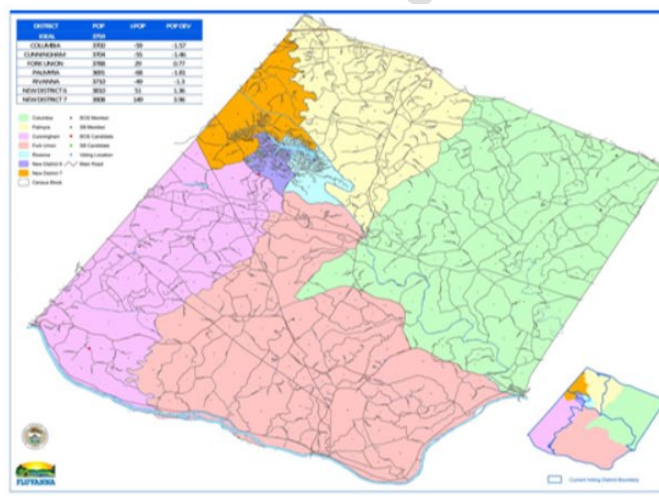 DISTRICT POP ±POP POP DEV
IDEAL 3759
COLUMBIA 3700 -59 -1.57
CUNNINGHAM 3704 -55 -1.46
FORK UNION 3788 29 0.77
PALMYRA 3691 -68 -1.81
RIVANNA 3710 -49 -1.3
NEW DISTRICT 6 3810 51 1.36
NEW DISTRICT 7 3908 149 3.96
Columbia BOS Member
Palmyra SB Member
Cunningham BOS Candidate
Fork Union SB Candidate
Rivanna Voting Location
New District 6 Main Road
New District 7
Census Block
FLUVANNA
Current Voting District Boundary